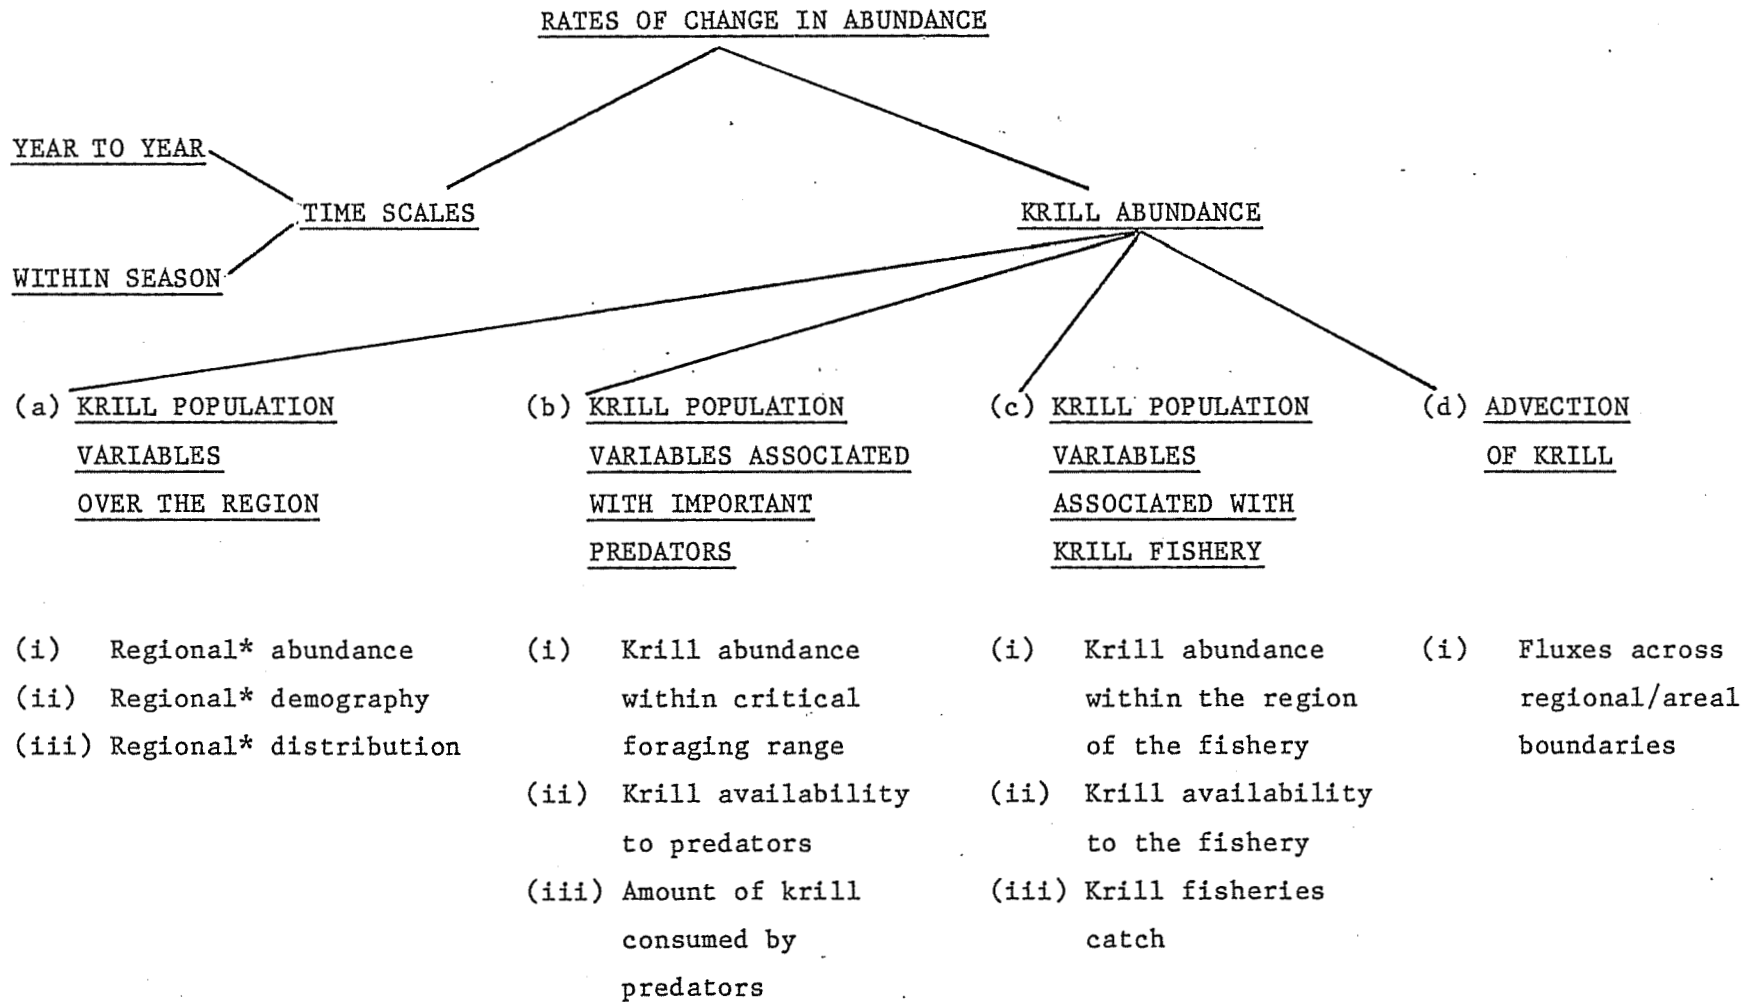 RATES OF CHANGE IN ABUNDANCE
YEAR TO YEAR
TIME SCALES
KRILL ABUNDANCE
WITHIN SEASON
(a) KRILL POPULATION
VARIABLES
OVER THE REGION
(i) Regional* abundance
(ii) Regional* demography
(iii) Regional* distribution
(b) KRILL POPULATION
VARIABLES ASSOCIATED
WITH IMPORTANT
PREDATORS
(i) Krill abundance
within critical
foraging range
(ii) Krill availability
to predators
(iii) Amount of krill
consumed by
predators
(c) KRILL POPULATION
VARIABLES
ASSOCIATED WITH
KRILL FISHERY
(i) Krill abundance
within the region
of the fishery
(ii) Krill availability
to the fishery
(iii) Krill fisheries
catch
(d) ADVECTION
OF KRILL
(i) Fluxes across
regional/areal
boundaries